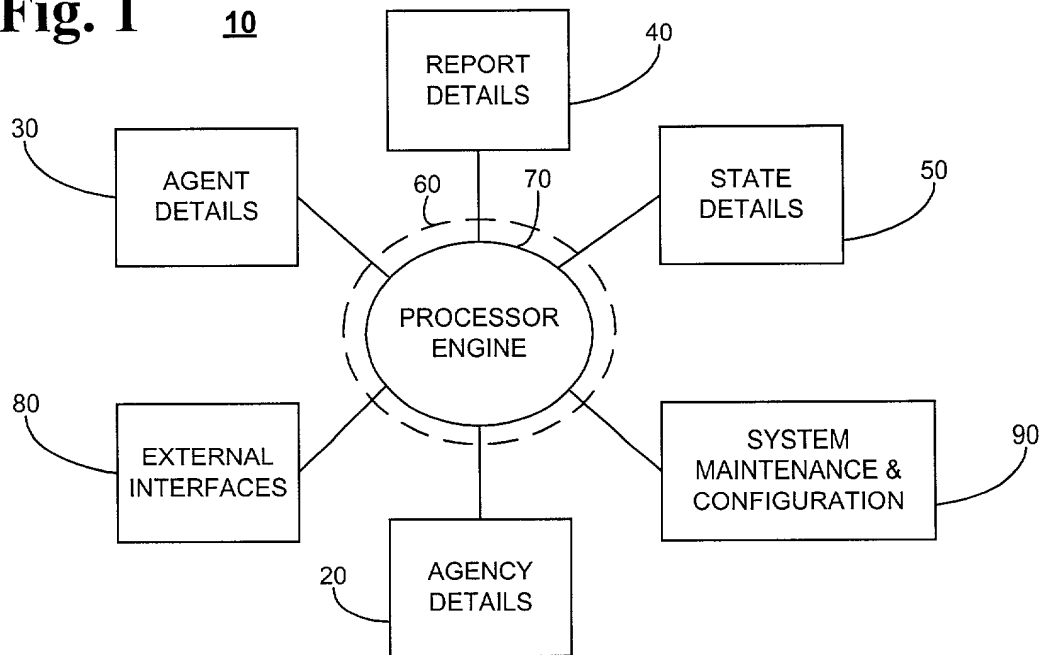 Fig. 1 10
REPORT
DETAILS
40
30
AGENT
DETAILS
60
70
STATE
DETAILS
50
PROCESSOR
ENGINE
80
EXTERNAL
INTERFACES
SYSTEM
MAINTENANCE &
CONFIGURATION
90
20
AGENCY
DETAILS